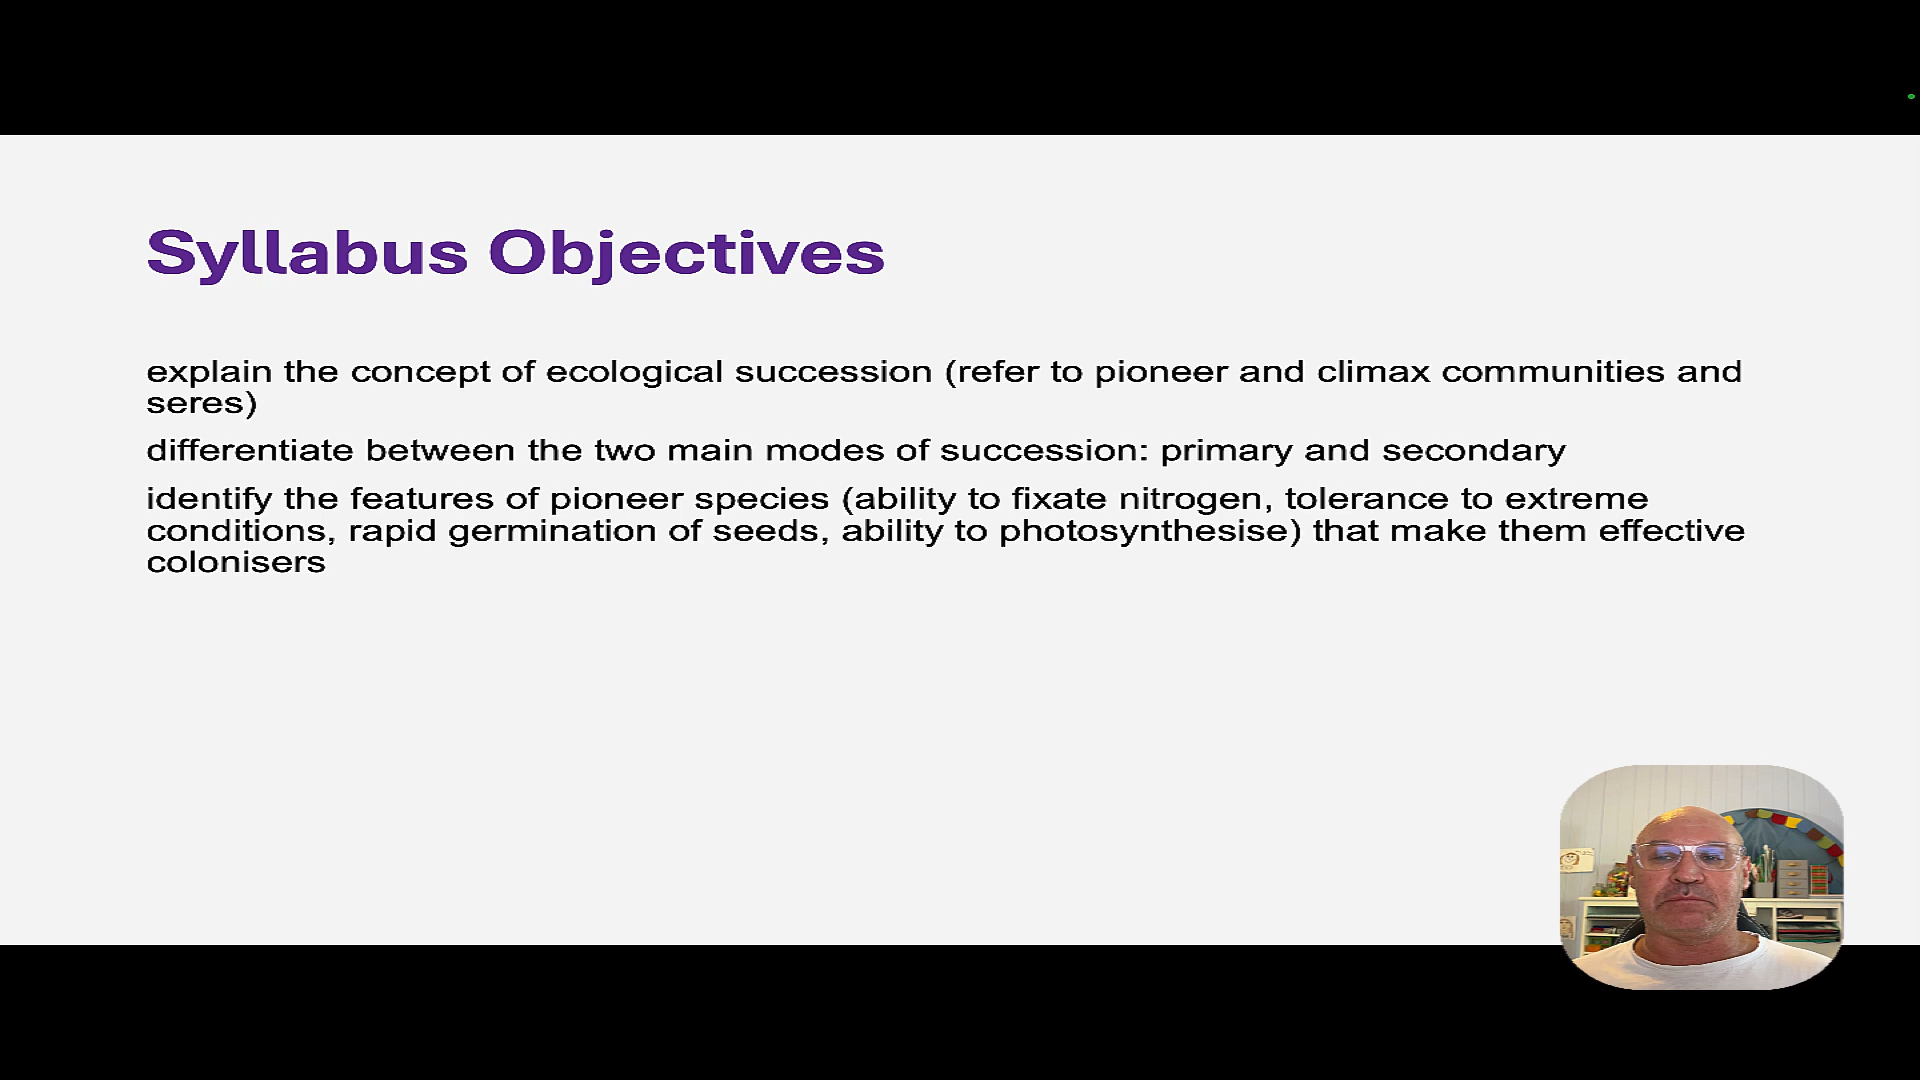 Syllabus Objectives
explain the concept of ecological succession (refer to pioneer and climax communities and
seres)
differentiate between the two main modes of succession: primary and secondary
identify the features of pioneer species (ability to fixate nitrogen, tolerance to extreme
conditions, rapid germination of seeds, ability to photosynthesise) that make them effective
colonisers